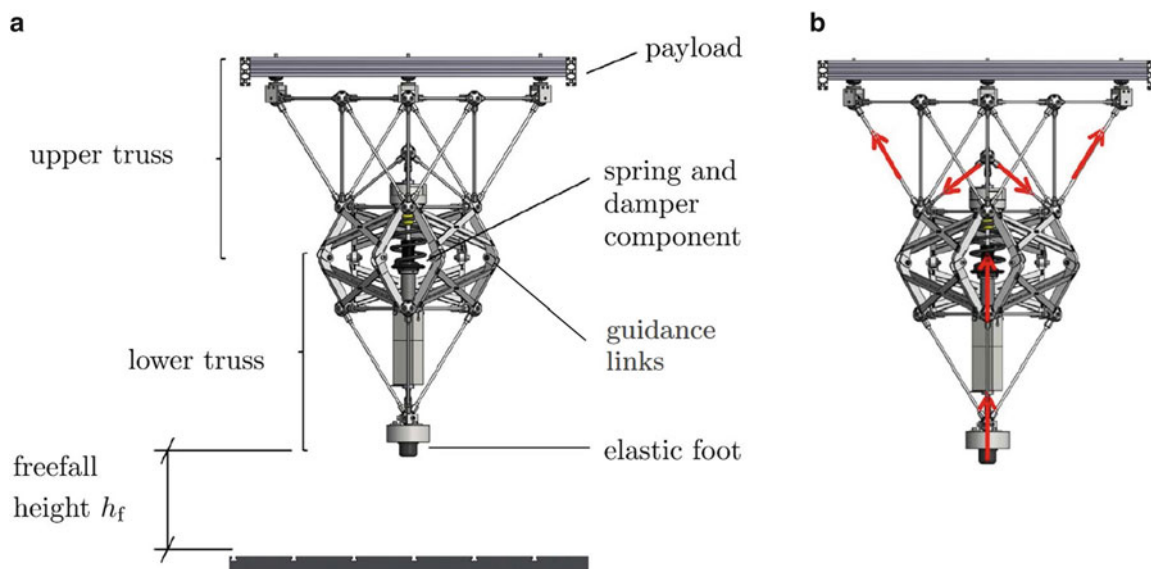 a
payload
upper truss
spring and
damper
component
guidance
links
lower truss
elastic foot
freefall
height h_f
b